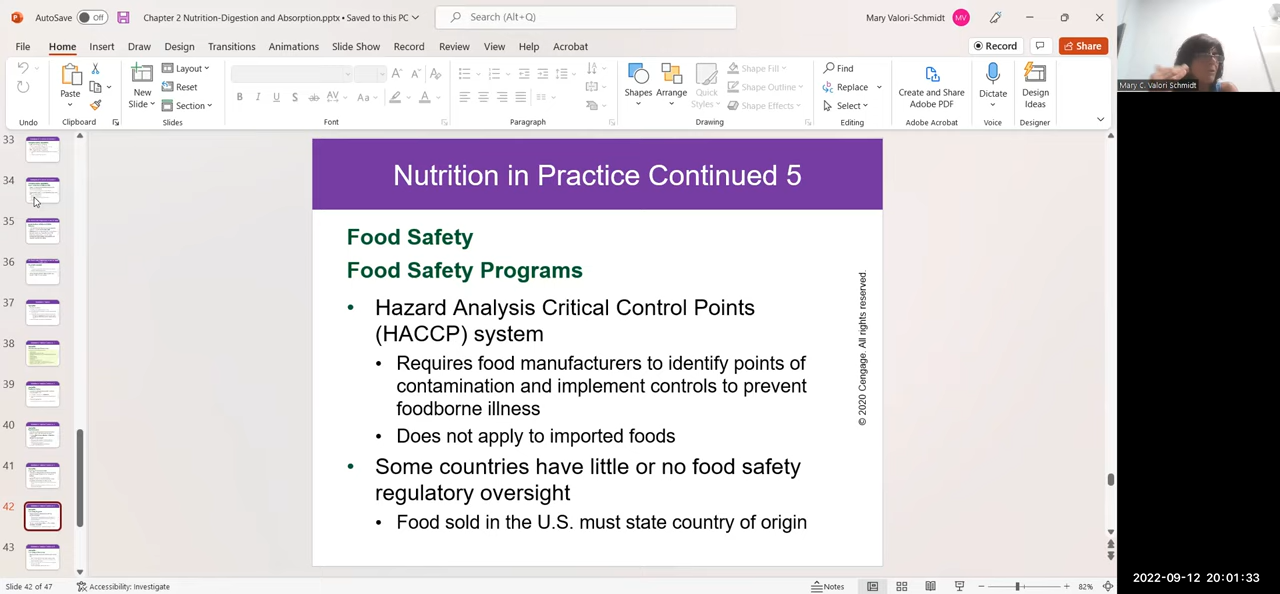 AutoSave Off Chapter 2 Nutrition-Digestion and Absorption.pptx • Saved to this PC Search (Alt+Q) Mary Valori-Schmidt MV
File Home Insert Draw Design Transitions Animations Slide Show Record Review View Help Acrobat Record Share
Paste New Slide Layout Reset Section Shapes Arrange Quick Styles Shape Fill Shape Outline Shape Effects Find Replace Select Create and Share Adobe PDF Dictate Design Ideas
B I U S ab AV Aa A
Undo Clipboard Slides Font Paragraph Drawing Editing Adobe Acrobat Voice Designer
Mary C. Valori Schmidt
33
34
35
36
37
38
39
40
41
42
43
Nutrition in Practice Continued 5
Food Safety
Food Safety Programs
• Hazard Analysis Critical Control Points
(HACCP) system
• Requires food manufacturers to identify points of
contamination and implement controls to prevent
foodborne illness
• Does not apply to imported foods
• Some countries have little or no food safety
regulatory oversight
• Food sold in the U.S. must state country of origin
© 2020 Cengage. All rights reserved.
Slide 42 of 47 Accessibility: Investigate Notes 82%
2022-09-12 20:01:33